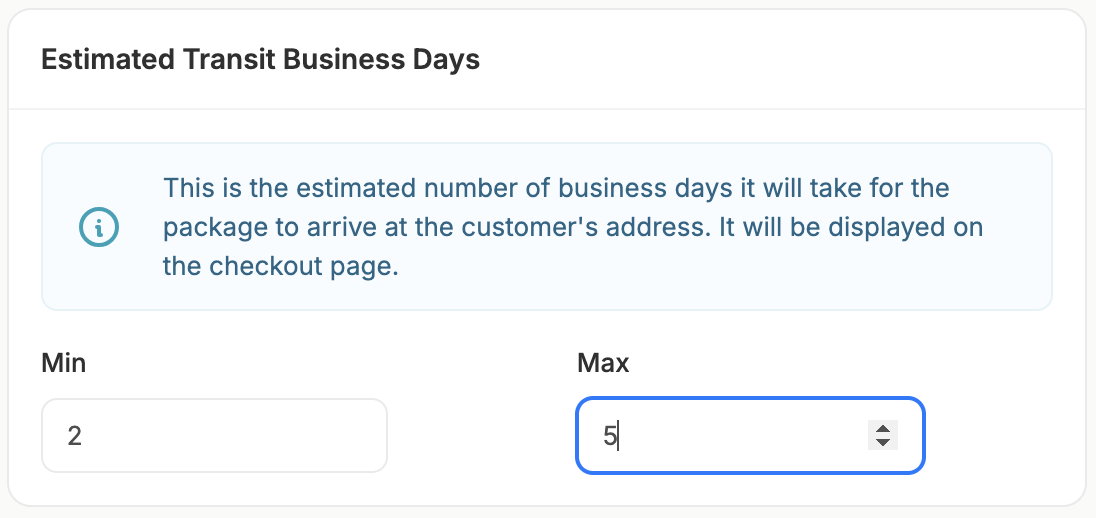 Estimated Transit Business Days
This is the estimated number of business days it will take for the
package to arrive at the customer's address. It will be displayed on
the checkout page.
Min
Max
2
5